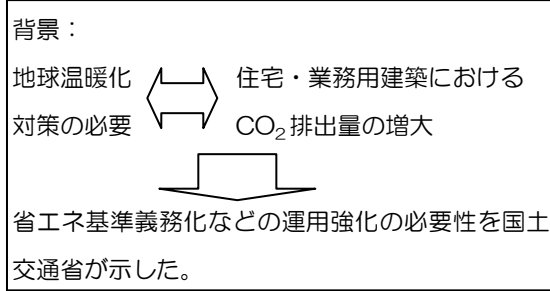 背景：
地球温暖化 住宅・業務用建築における
対策の必要 CO₂排出量の増大
省エネ基準義務化などの運用強化の必要性を国土
交通省が示した。